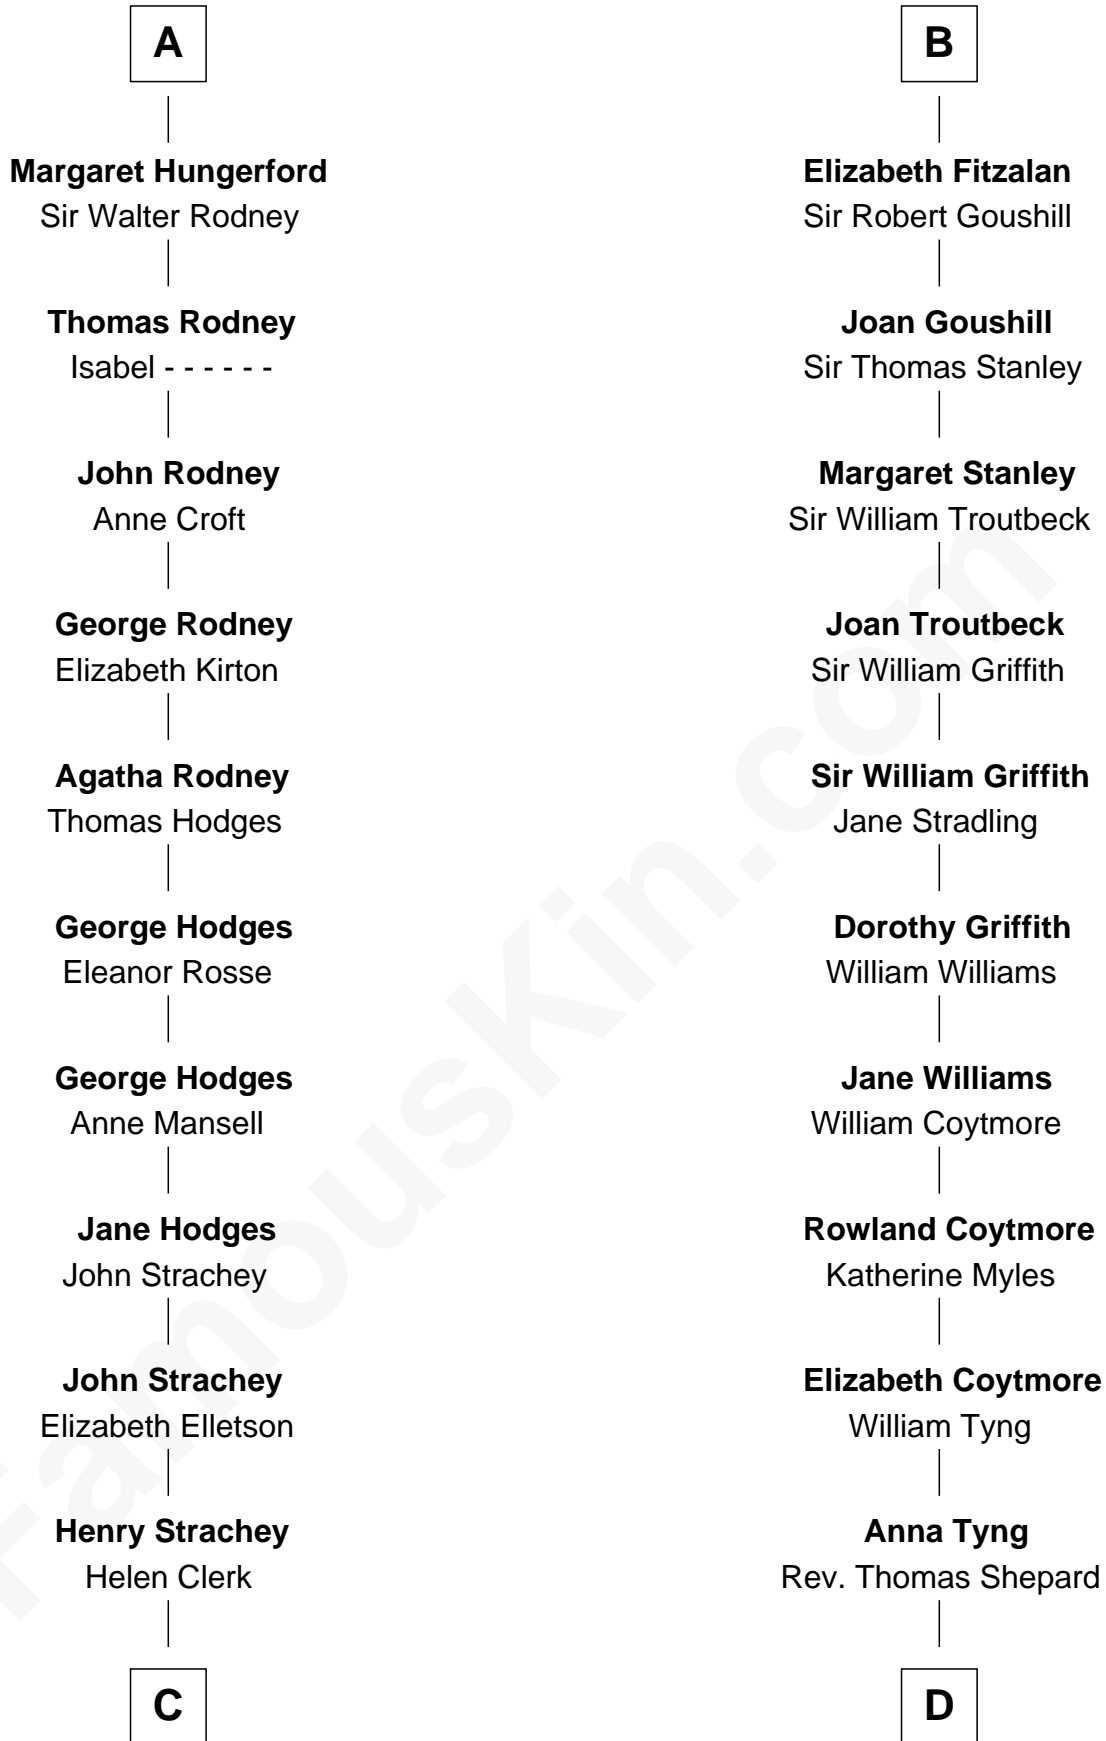 A
Margaret Hungerford
Sir Walter Rodney
Thomas Rodney
Isabel - - - - - -
John Rodney
Anne Croft
George Rodney
Elizabeth Kirton
Agatha Rodney
Thomas Hodges
George Hodges
Eleanor Rosse
George Hodges
Anne Mansell
Jane Hodges
John Strachey
John Strachey
Elizabeth Elletson
Henry Strachey
Helen Clerk
C
B
Elizabeth Fitzalan
Sir Robert Goushill
Joan Goushill
Sir Thomas Stanley
Margaret Stanley
Sir William Troutbeck
Joan Troutbeck
Sir William Griffith
Sir William Griffith
Jane Stradling
Dorothy Griffith
William Williams
Jane Williams
William Coytmore
Rowland Coytmore
Katherine Myles
Elizabeth Coytmore
William Tyng
Anna Tyng
Rev. Thomas Shepard
D
FamousKin.com